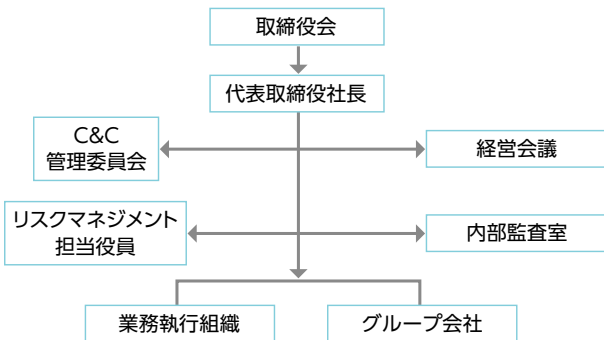 取締役会
代表取締役社長
C&C
管理委員会
経営会議
リスクマネジメント
担当役員
内部監査室
業務執行組織
グループ会社